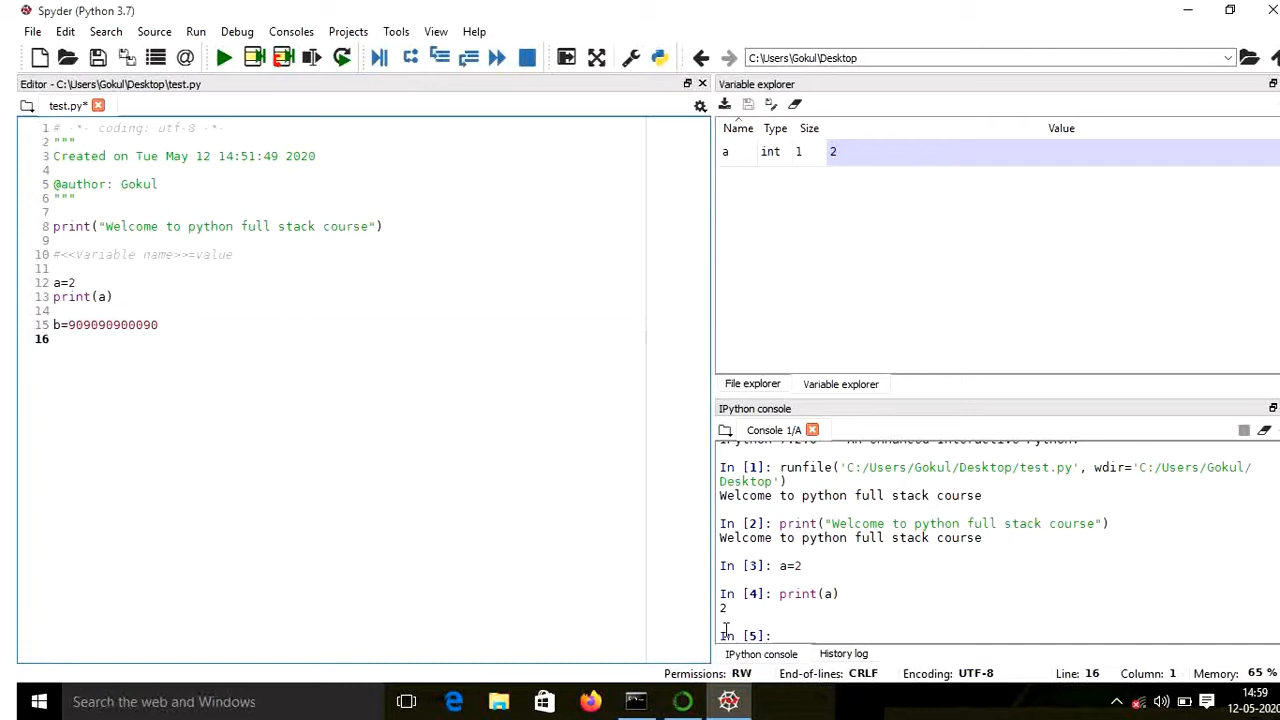 Spyder (Python 3.7)
File Edit Search Source Run Debug Consoles Projects Tools View Help
C:\Users\Gokul\Desktop
Editor - C:\Users\Gokul\Desktop\test.py
test.py*
1 # -*- coding: utf-8 -*-
2 """
3 Created on Tue May 12 14:51:49 2020
4
5 @author: Gokul
6 """
7
8 print("Welcome to python full stack course")
9
10 #<<Variable name>>=value
11
12 a=2
13 print(a)
14
15 b=909090900090
16
Variable explorer
Name Type Size Value
a int 1 2
File explorer Variable explorer
IPython console
Console 1/A
In [1]: runfile('C:/Users/Gokul/Desktop/test.py', wdir='C:/Users/Gokul/
Desktop')
Welcome to python full stack course
In [2]: print("Welcome to python full stack course")
Welcome to python full stack course
In [3]: a=2
In [4]: print(a)
2
In [5]:
IPython console History log
Permissions: RW End-of-lines: CRLF Encoding: UTF-8 Line: 16 Column: 1 Memory: 65 %
Search the web and Windows
14:59
12-05-2020